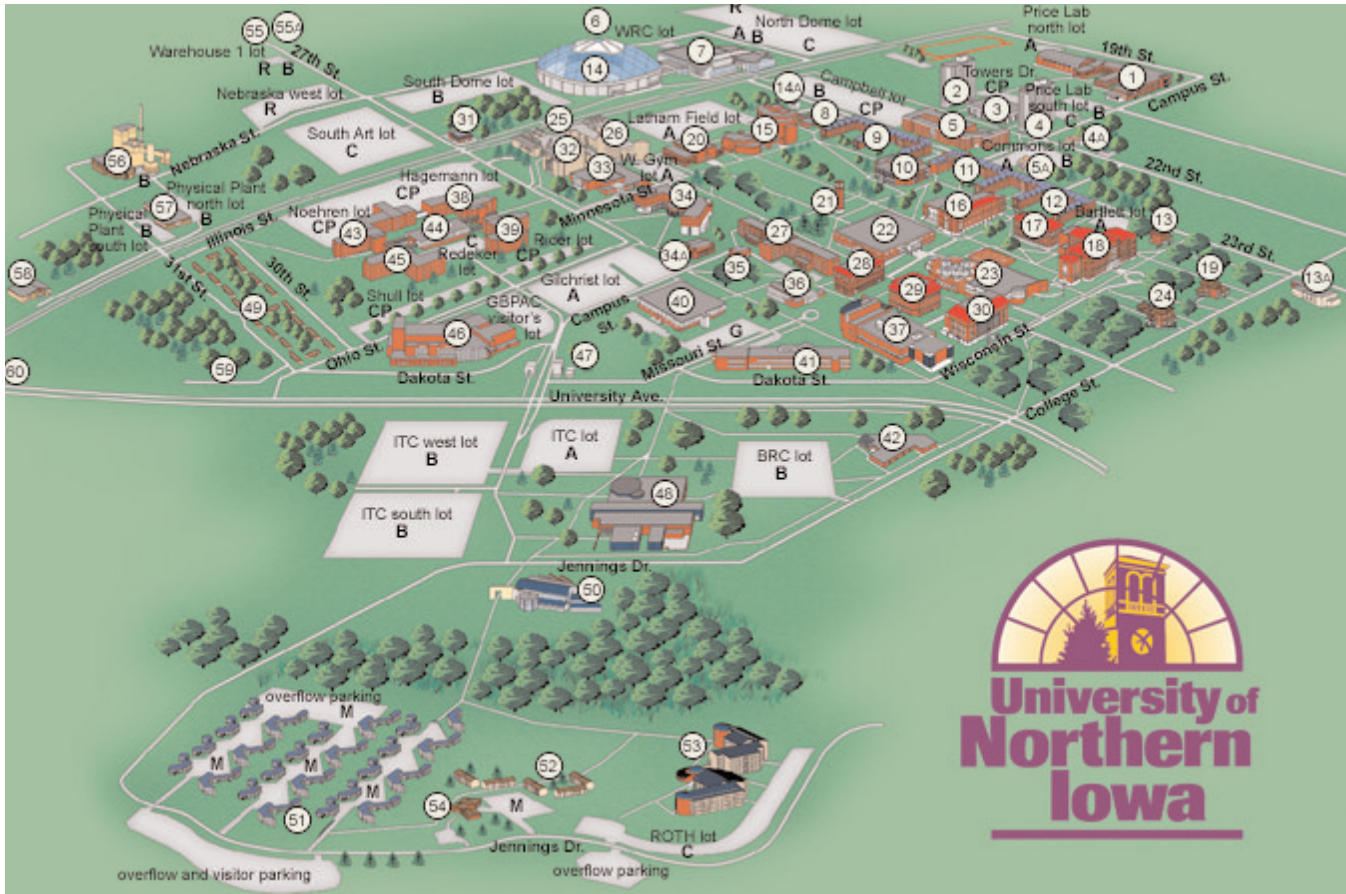 55
55A
27th St.
Warehouse 1 lot
R B
Nebraska west lot
R
South Dome lot
B
South Art lot
C
Nebraska St.
56
B
57
Physical Plant
north lot
B
Physical
Plant
south lot
B
58
Illinois St.
31st St.
30th St.
49
59
60
6
14
WRC lot
7
R
North Dome lot
A
B
C
Price Lab
north lot
A
19th St.
1
Campus St.
Towers Dr.
CP
2
3
Price Lab
south lot
C
B
4
4A
5
Commons lot
A
B
5A
22nd St.
14A
B
Campbell lot
CP
8
9
10
11
12
15
Latham Field lot
A
20
25
26
31
32
33
W. Gym
lot A
Minnesota St.
34
34A
Hagemann lot
CP
38
Noehren lot
CP
43
44
C
39
45
Redeker
lot
Rider lot
CP
Shull lot
CP
GBPAC
visitor's
lot
46
Ohio St.
Dakota St.
Gilchrist lot
A
Campus
St.
47
21
27
22
16
17
Bartlett lot
A
13
18
23rd St.
19
13A
24
35
36
28
29
23
30
40
G
37
Missouri St.
41
Dakota St.
Wisconsin St.
College St.
University Ave.
ITC west lot
B
ITC lot
A
BRC lot
B
42
48
ITC south lot
B
Jennings Dr.
50
overflow parking
M
M
M
M
51
52
53
54
M
ROTH lot
C
Jennings Dr.
overflow and visitor parking
overflow parking
University of
Northern
Iowa